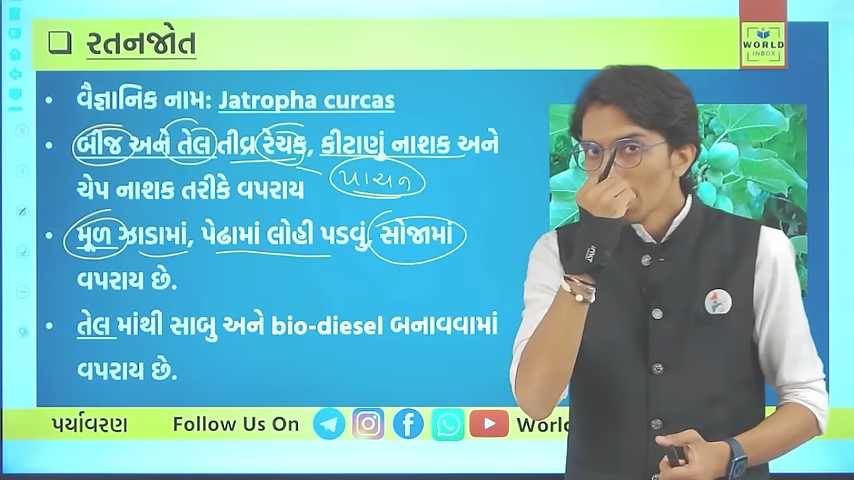 ❑ રતનજોત
WORLD
INBOX
• વૈજ્ઞાનિક નામ: Jatropha curcas
• બીજ અને તેલ તીવ્ર રેચક, કીટાણું નાશક અને
પાચન
ચેપ નાશક તરીકે વપરાય
• મૂળ ઝાડામાં, પેઢામાં લોહી પડવું, સોજામાં
વપરાય છે.
• તેલ માંથી સાબુ અને bio-diesel બનાવવામાં
વપરાય છે.
પર્યાવરણ Follow Us On World